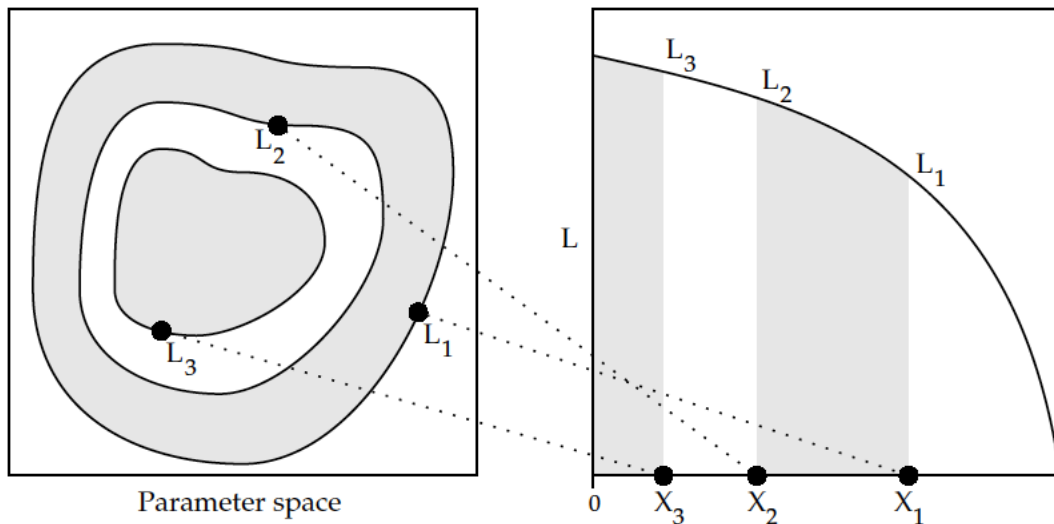 L₂
L₁
L₃
Parameter space
L₃
L₂
L₁
L
0
X₃
X₂
X₁